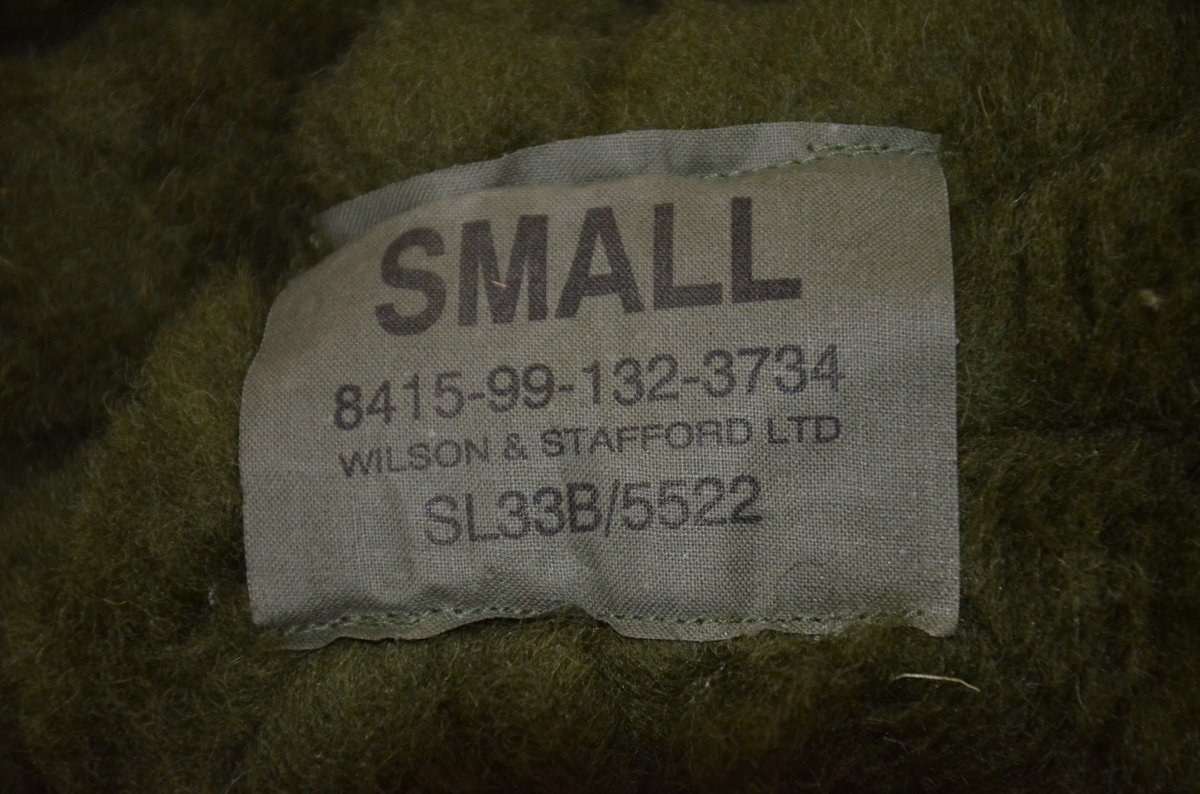 SMALL
8415-99-132-3734
WILSON & STAFFORD LTD
SL33B/5522